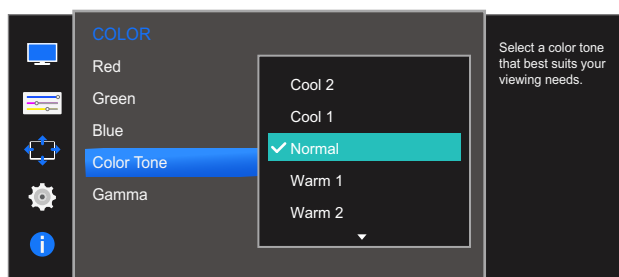 COLOR
Red
Green
Blue
Color Tone
Gamma
Cool 2
Cool 1
Normal
Warm 1
Warm 2
Select a color tone
that best suits your
viewing needs.